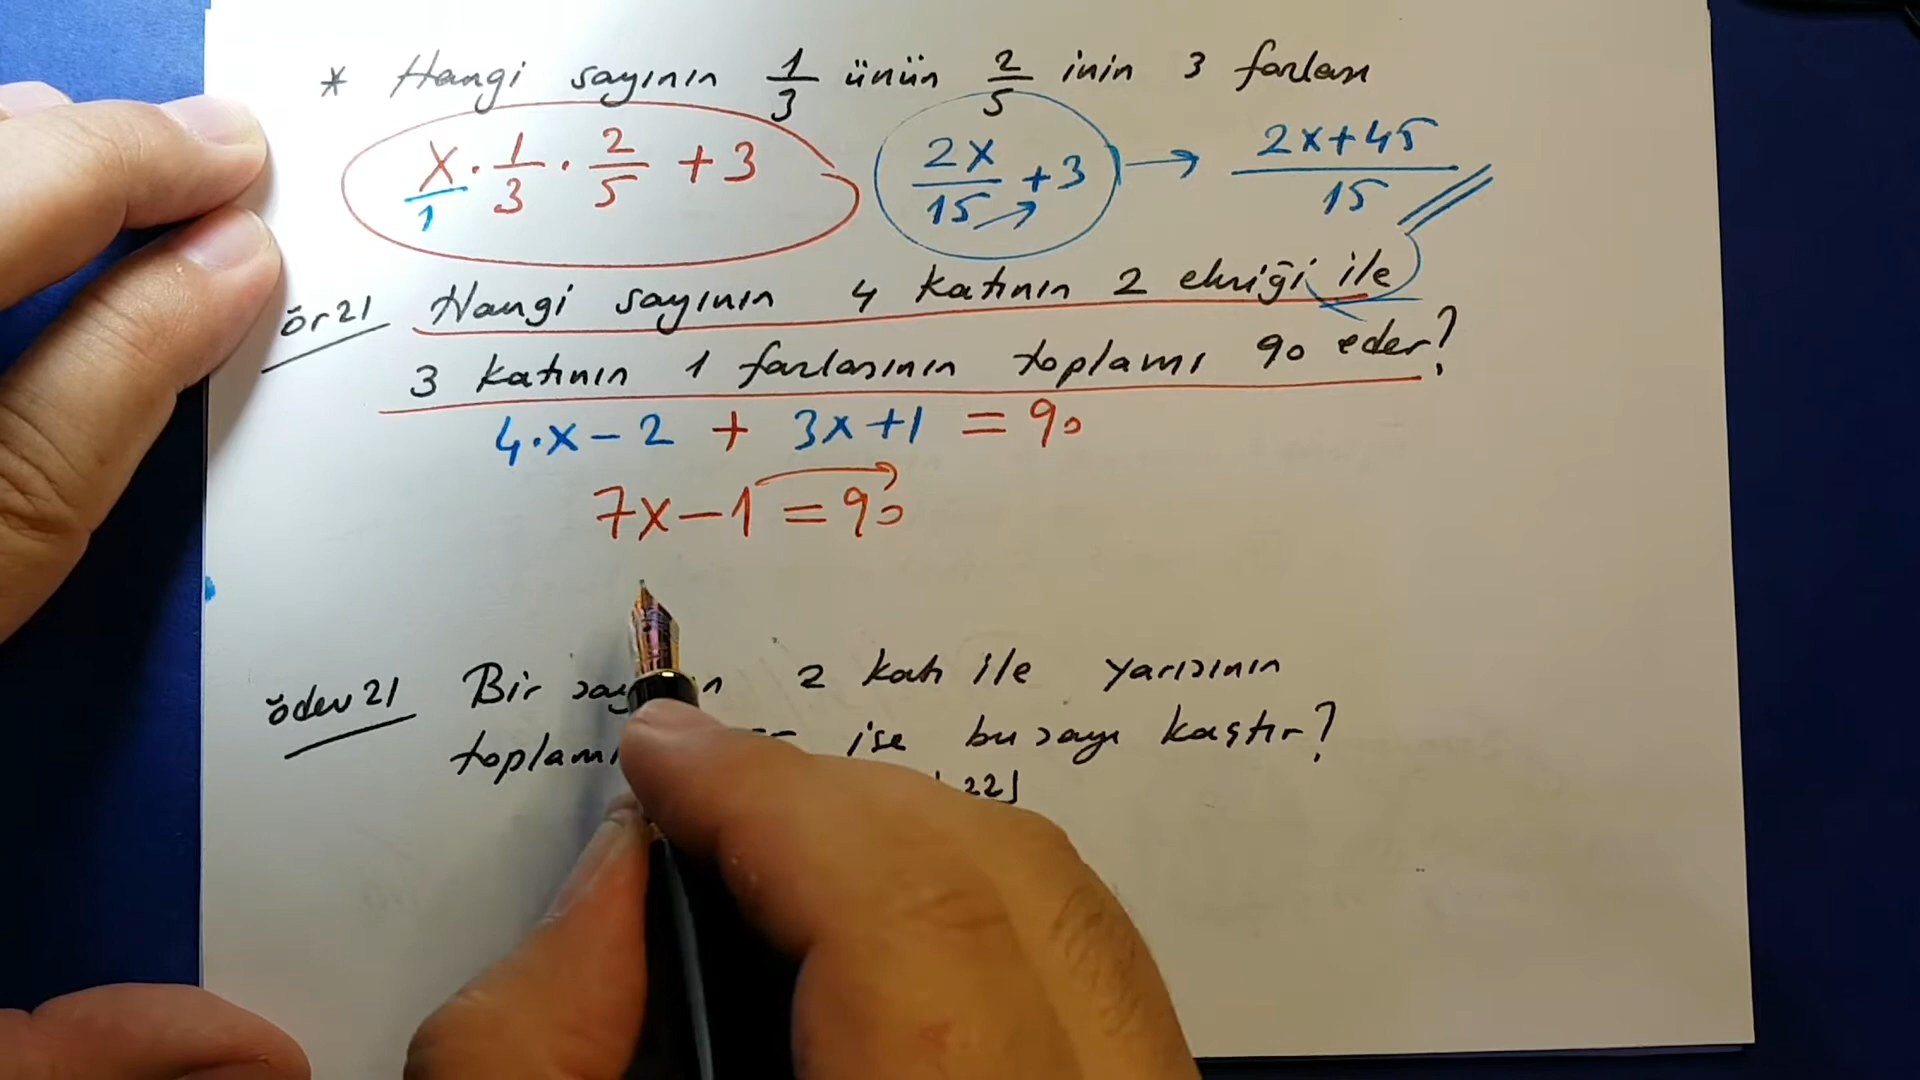 * Hangi sayının 1/3 ünün 2/5 inin 3 fazlası
x/1 · 1/3 · 2/5 + 3
2x/15 + 3 → 2x+45/15
ör21 Hangi sayının 4 katının 2 eksiği ile
3 katının 1 fazlasının toplamı 90 eder?
4·x-2 + 3x+1 = 90
7x-1=90
ödev21 Bir 2 katı ile yarısının
toplamı ise bu sayı kaçtır?
22]